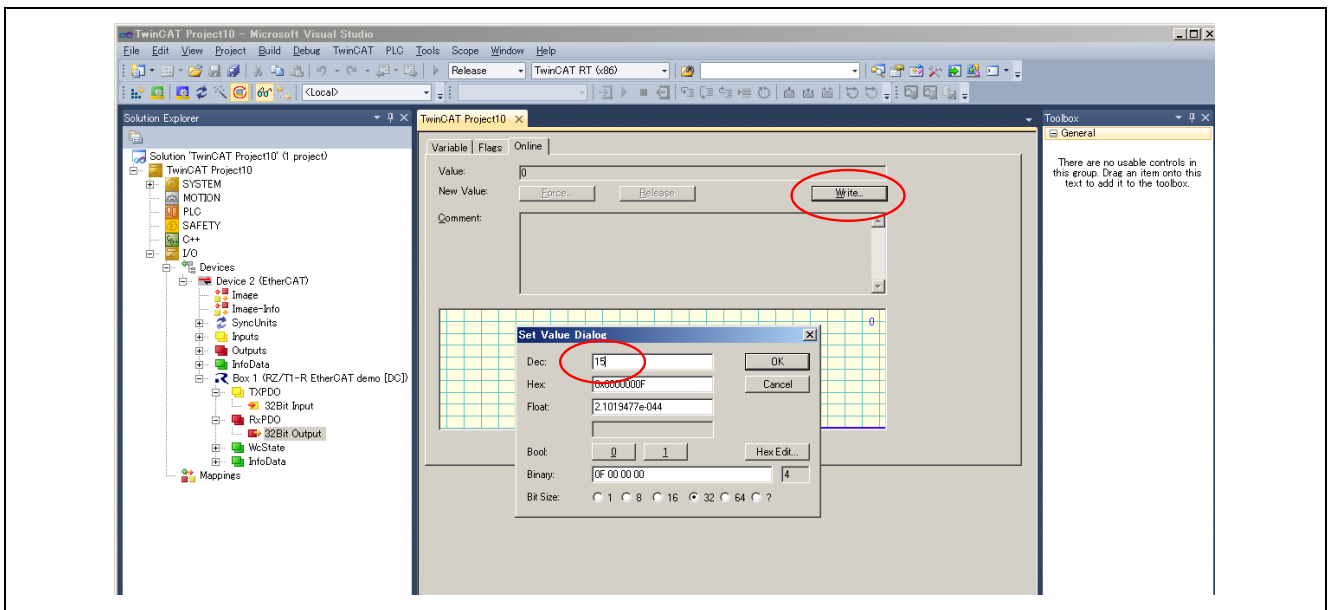 TwinCAT Project10 - Microsoft Visual Studio
File Edit View Project Build Debug TwinCAT PLC Tools Scope Window Help
Release TwinCAT RT (x86)
<Local>
Solution Explorer
Solution 'TwinCAT Project10' (1 project)
TwinCAT Project10
SYSTEM
MOTION
PLC
SAFETY
C++
I/O
Devices
Device 2 (EtherCAT)
Image
Image-Info
SyncUnits
Inputs
Outputs
InfoData
Box 1 (RZ/T1-R EtherCAT demo [DC])
TXPDO
32Bit Input
RxPDO
32Bit Output
WcState
InfoData
Mappings
TwinCAT Project10
Variable Flags Online
Value: 0
New Value: Force... Release Write...
Comment:
0
Set Value Dialog
Dec: 15 OK
Hex: 0x0000000F Cancel
Float: 2.1019477e-044
Bool: 0 1 Hex Edit...
Binary: 0F 00 00 00 4
Bit Size: 1 8 16 32 64 ?
Toolbox
General
There are no usable controls in
this group. Drag an item onto this
text to add it to the toolbox.